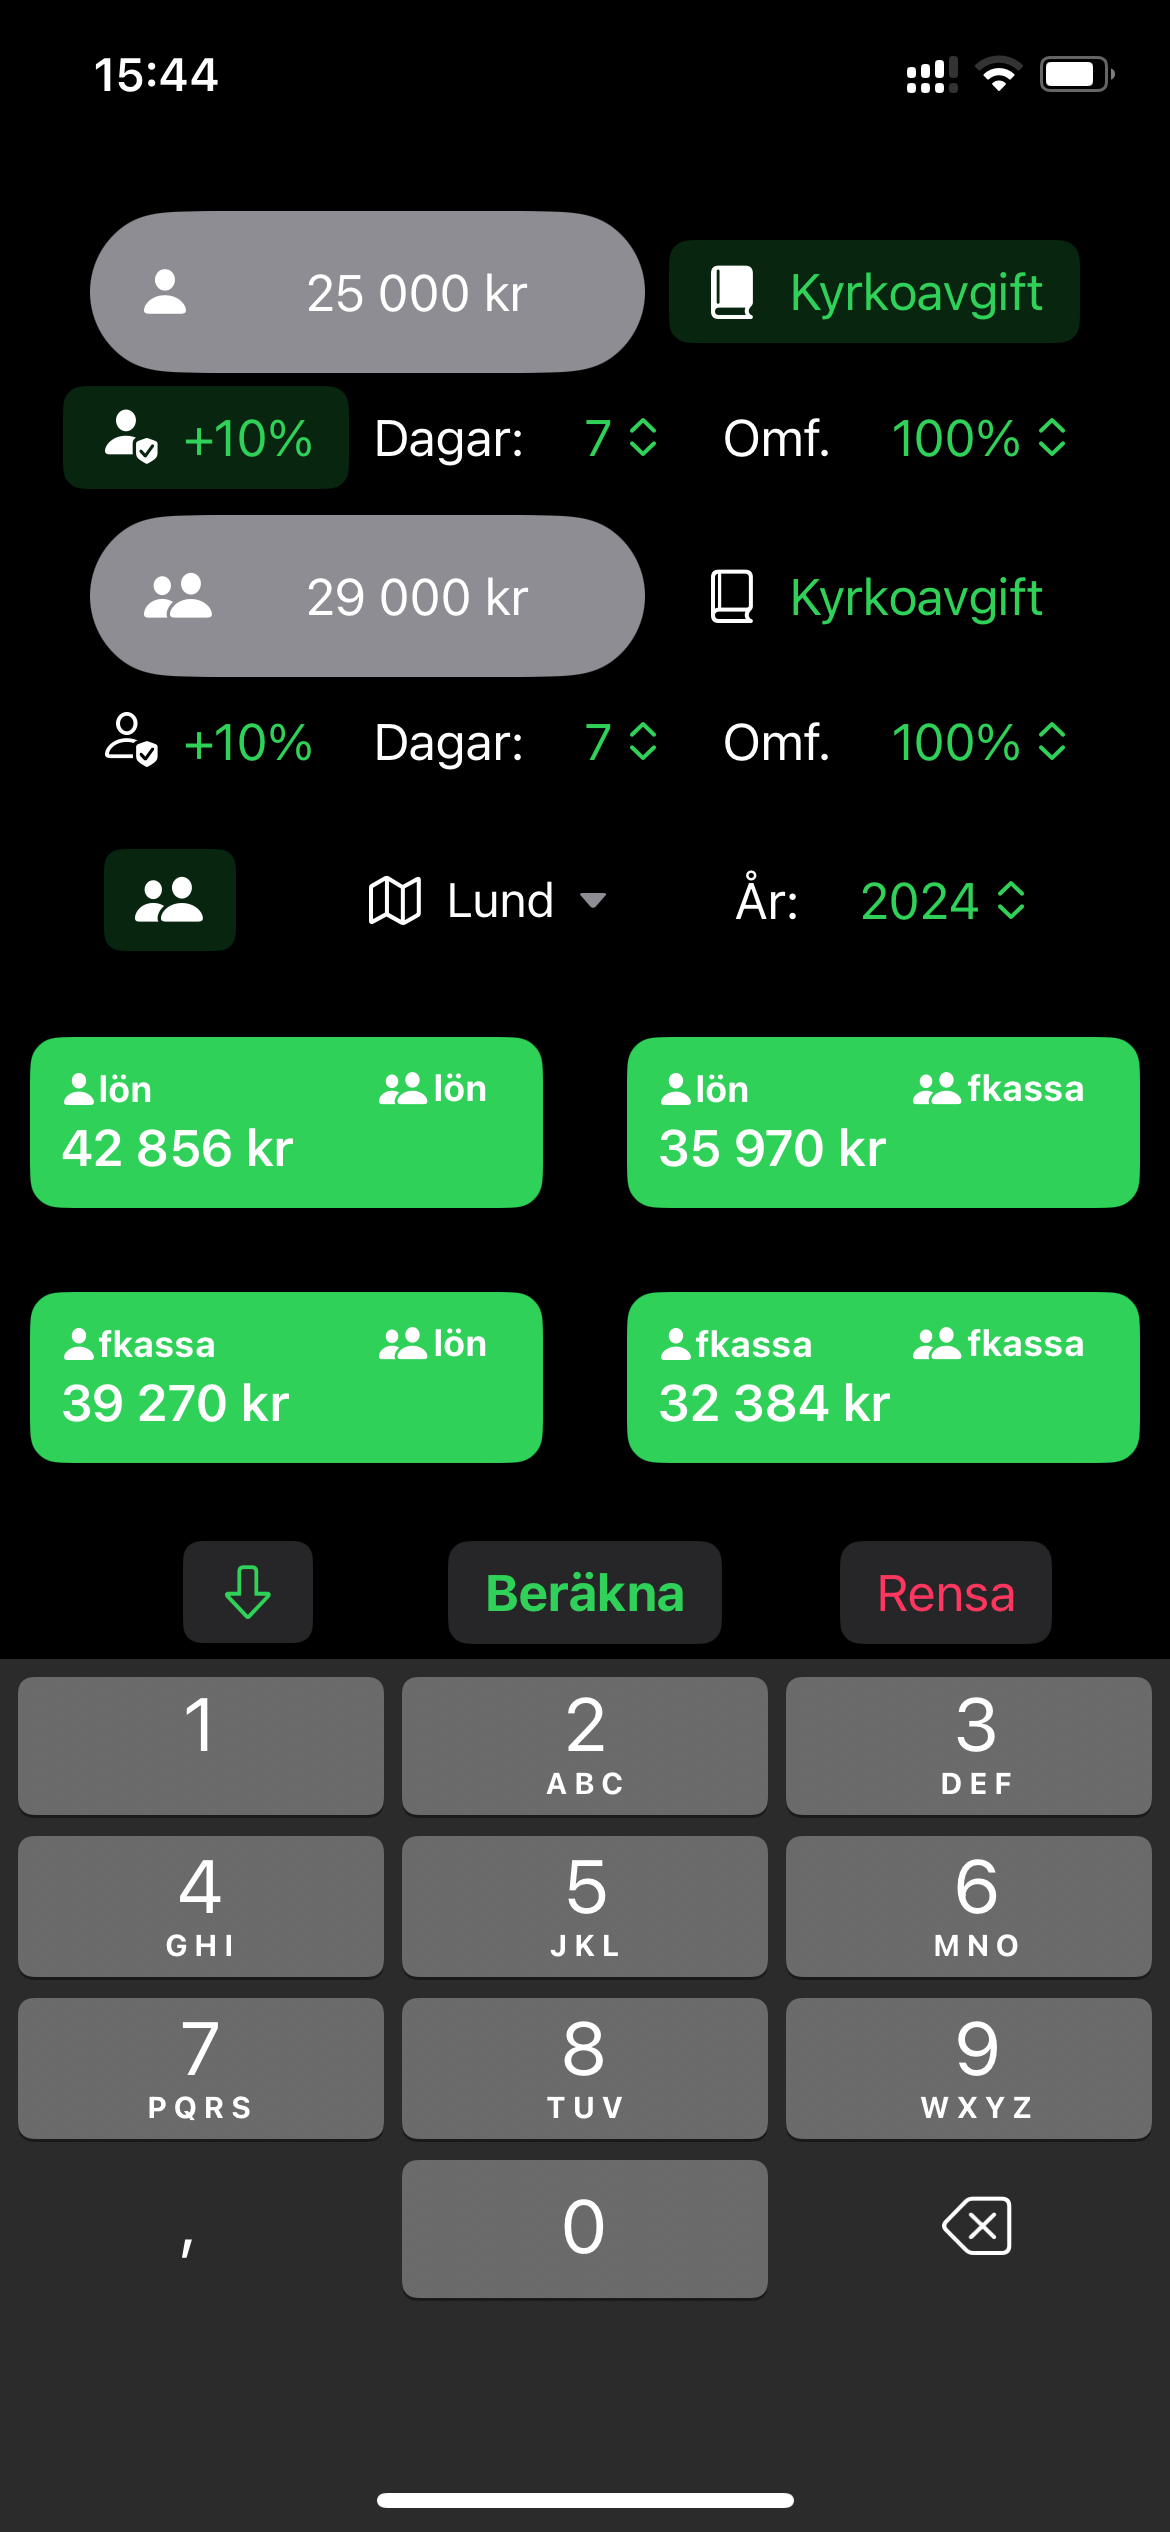 15:44
25 000 kr Kyrkoavgift
+10% Dagar: 7 Omf. 100%
29 000 kr Kyrkoavgift
+10% Dagar: 7 Omf. 100%
Lund År: 2024
lön lön
42 856 kr
lön fkassa
35 970 kr
fkassa lön
39 270 kr
fkassa fkassa
32 384 kr
Beräkna Rensa
1 2 3
ABC DEF
4 5 6
GHI JKL MNO
7 8 9
PQRS TUV WXYZ
, 0